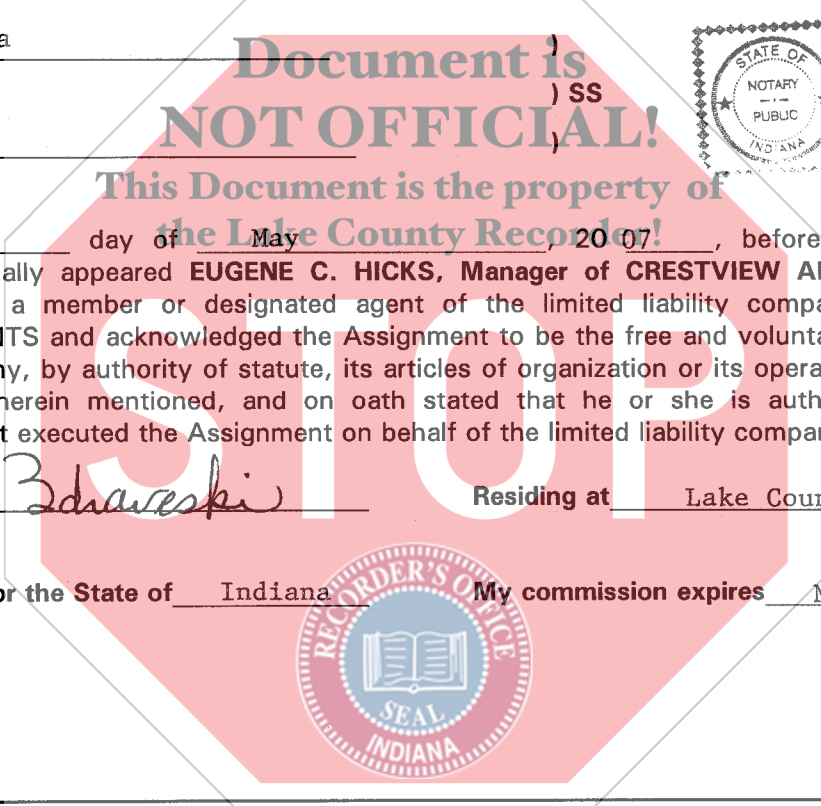 a )
Document is
) SS
NOT OFFICIAL!
)
This Document is the property of
the Lake County Recorder!
STATE OF
NOTARY
PUBLIC
INDIANA
day of May, 20 07, before
ally appeared EUGENE C. HICKS, Manager of CRESTVIEW A
a member or designated agent of the limited liability compa
NTS and acknowledged the Assignment to be the free and volunta
ny, by authority of statute, its articles of organization or its opera
herein mentioned, and on oath stated that he or she is auth
t executed the Assignment on behalf of the limited liability compan
STOP
Zdraveski Residing at Lake Coun
or the State of Indiana My commission expires
RECORDER'S OFFICE
SEAL
INDIANA